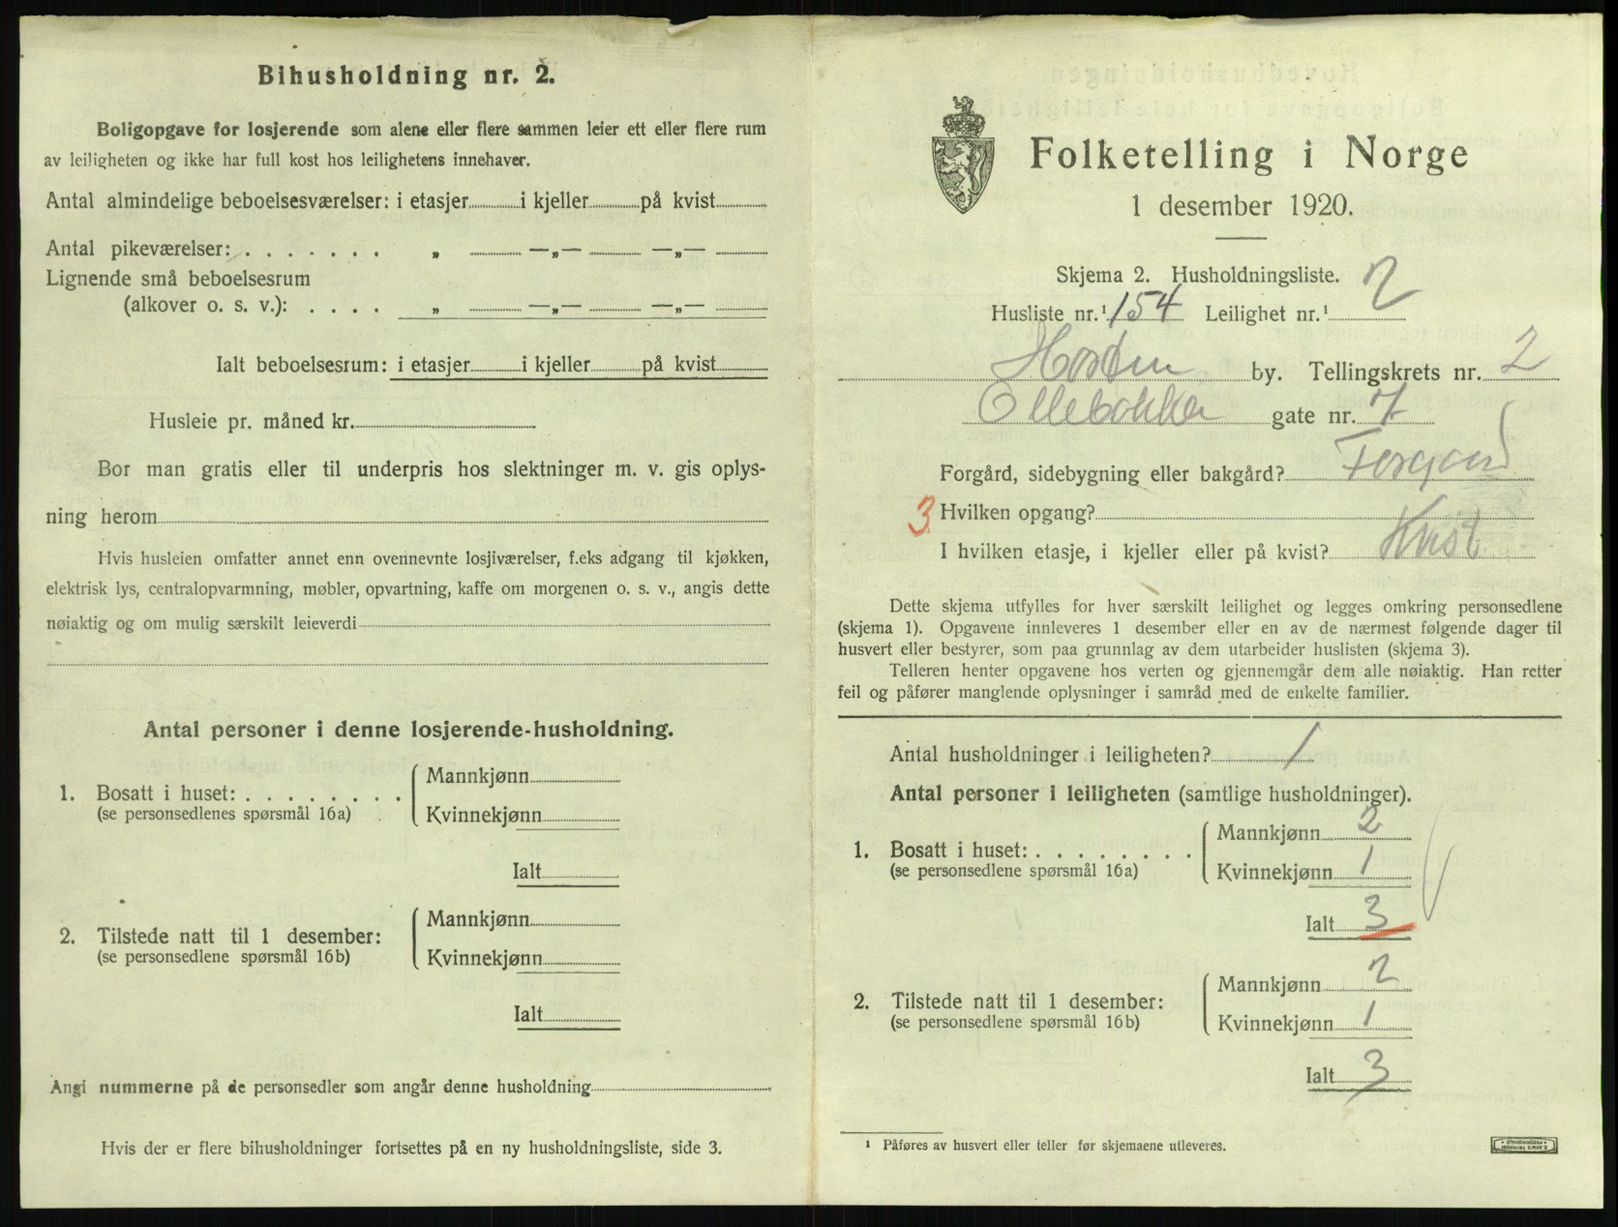 Bihusholdning nr. 2.
Boligopgave for losjerende som alene eller flere sammen leier ett eller flere rum
av leiligheten og ikke har full kost hos leilighetens innehaver.
Antal almindelige beboelsesværelser: i etasjer i kjeller på kvist
Antal pikeværelser: . . . . . . . „ —„— —„—
Lignende små beboelsesrum
(alkover o. s. v.): . . . . „ —„— —„—
Ialt beboelsesrum: i etasjer i kjeller på kvist
Husleie pr. måned kr.
Bor man gratis eller til underpris hos slektninger m. v. gis oplys-
ning herom
Hvis husleien omfatter annet enn ovennevnte losjiværelser, f.eks adgang til kjøkken,
elektrisk lys, centralopvarmning, møbler, opvartning, kaffe om morgenen o. s. v., angis dette
nøiaktig og om mulig særskilt leieverdi
Antal personer i denne losjerende-husholdning.
1. Bosatt i huset: . . . . . . . .
(se personsedlenes spørsmål 16a)
Mannkjønn
Kvinnekjønn
Ialt
2. Tilstede natt til 1 desember:
(se personsedlene spørsmål 16b)
Mannkjønn
Kvinnekjønn
Ialt
Angi nummerne på de personsedler som angår denne husholdning
Hvis der er flere bihusholdninger fortsettes på en ny husholdningsliste, side 3.
Folketelling i Norge
1 desember 1920.
Skjema 2. Husholdningsliste.
Husliste nr.¹ 154 Leilighet nr.¹ 2
Horten by. Tellingskrets nr. 2
Ollebakken gate nr. 7
Forgård, sidebygning eller bakgård? Forgård
3 Hvilken opgang?
I hvilken etasje, i kjeller eller på kvist? Kvist
Dette skjema utfylles for hver særskilt leilighet og legges omkring personsedlene
(skjema 1). Opgavene innleveres 1 desember eller en av de nærmest følgende dager til
husvert eller bestyrer, som paa grunnlag av dem utarbeider huslisten (skjema 3).
Telleren henter opgavene hos verten og gjennemgår dem alle nøiaktig. Han retter
feil og påfører manglende oplysninger i samråd med de enkelte familier.
Antal husholdninger i leiligheten? 1
Antal personer i leiligheten (samtlige husholdninger).
1. Bosatt i huset: . . . . . . . .
(se personsedlene spørsmål 16a)
Mannkjønn 2
Kvinnekjønn 1
Ialt 3
2. Tilstede natt til 1 desember:
(se personsedlene spørsmål 16b)
Mannkjønn 2
Kvinnekjønn 1
Ialt 3
¹ Påføres av husvert eller teller før skjemaene utleveres.